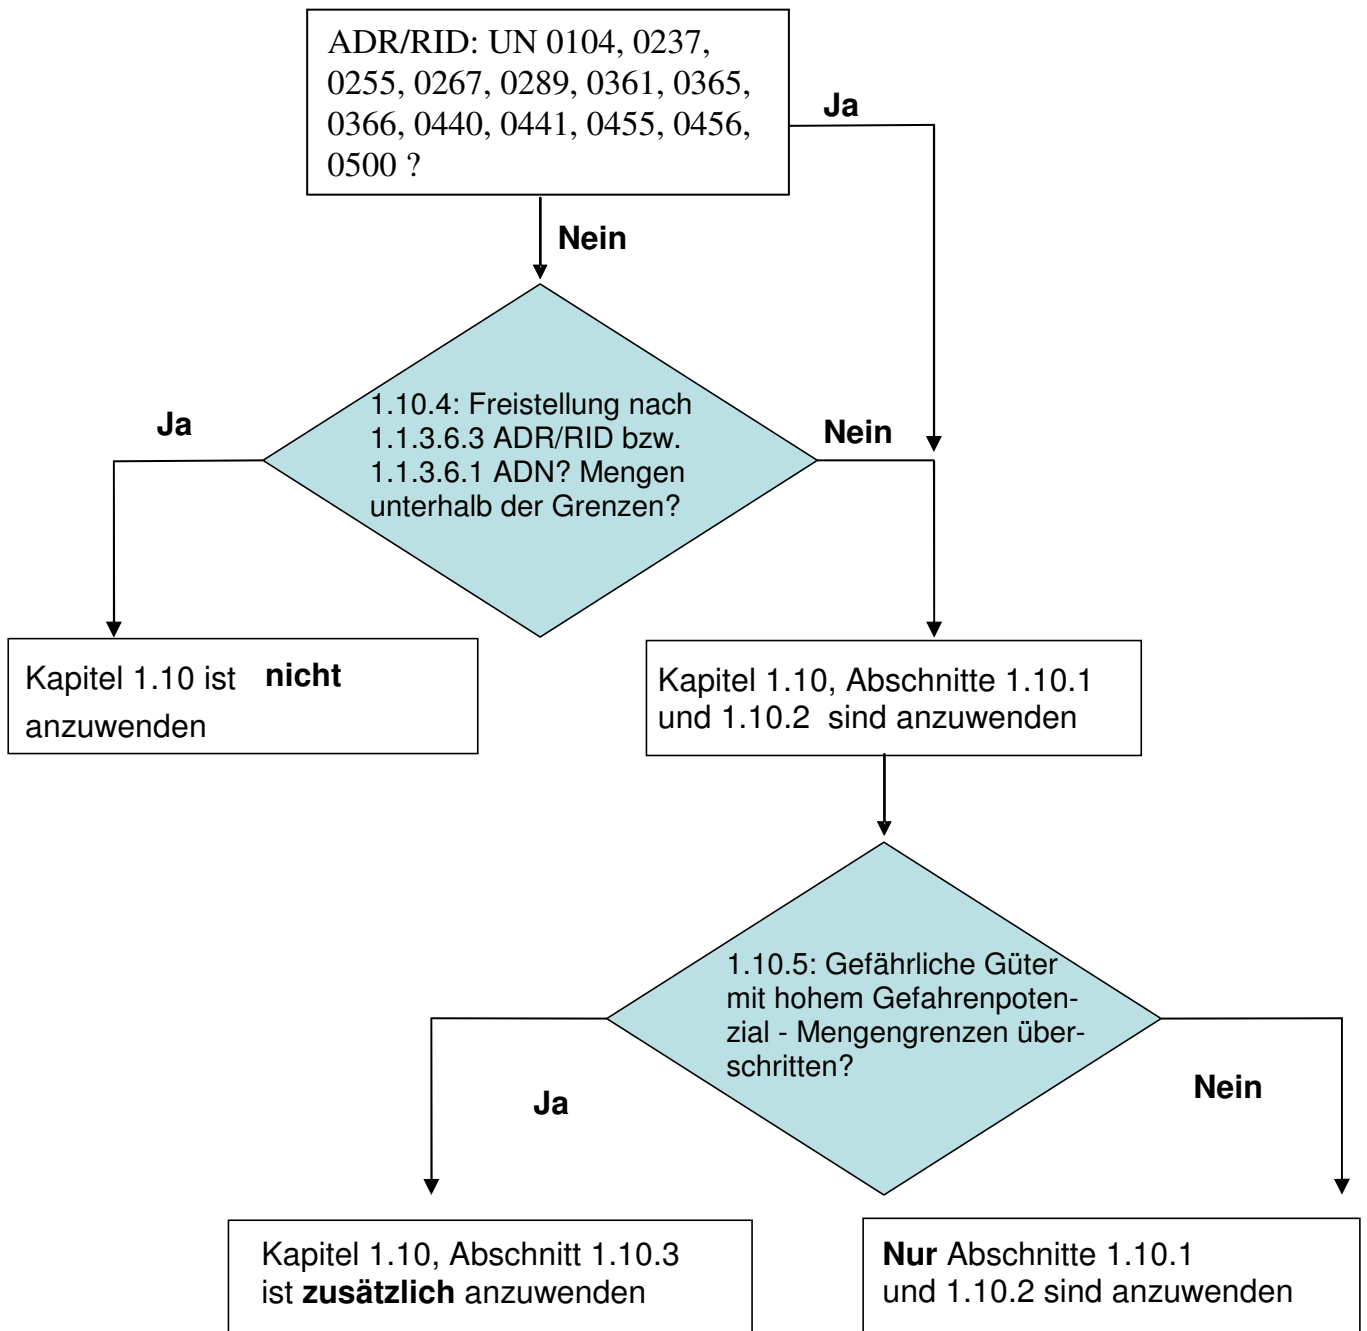 ADR/RID: UN 0104, 0237,
0255, 0267, 0289, 0361, 0365,
0366, 0440, 0441, 0455, 0456,
0500 ?
Ja
Nein
1.10.4: Freistellung nach
1.1.3.6.3 ADR/RID bzw.
1.1.3.6.1 ADN? Mengen
unterhalb der Grenzen?
Ja
Nein
Kapitel 1.10 ist nicht
anzuwenden
Kapitel 1.10, Abschnitte 1.10.1
und 1.10.2 sind anzuwenden
1.10.5: Gefährliche Güter
mit hohem Gefahrenpoten-
zial - Mengengrenzen über-
schritten?
Ja
Nein
Kapitel 1.10, Abschnitt 1.10.3
ist zusätzlich anzuwenden
Nur Abschnitte 1.10.1
und 1.10.2 sind anzuwenden